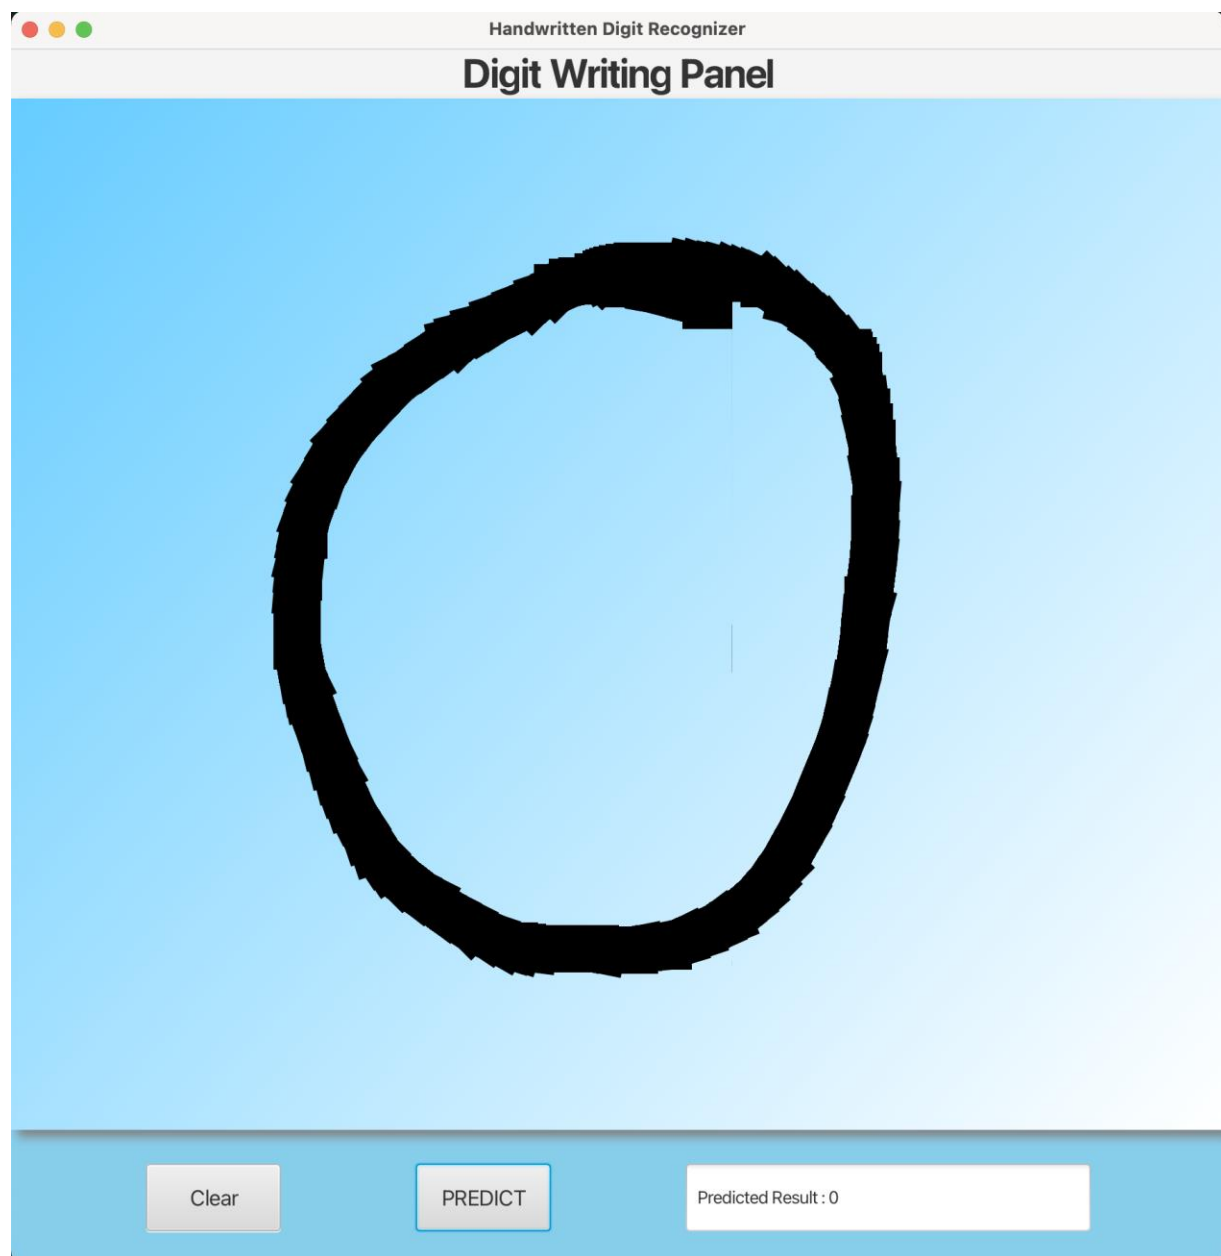 Handwritten Digit Recognizer
Digit Writing Panel
0
Clear
PREDICT
Predicted Result : 0